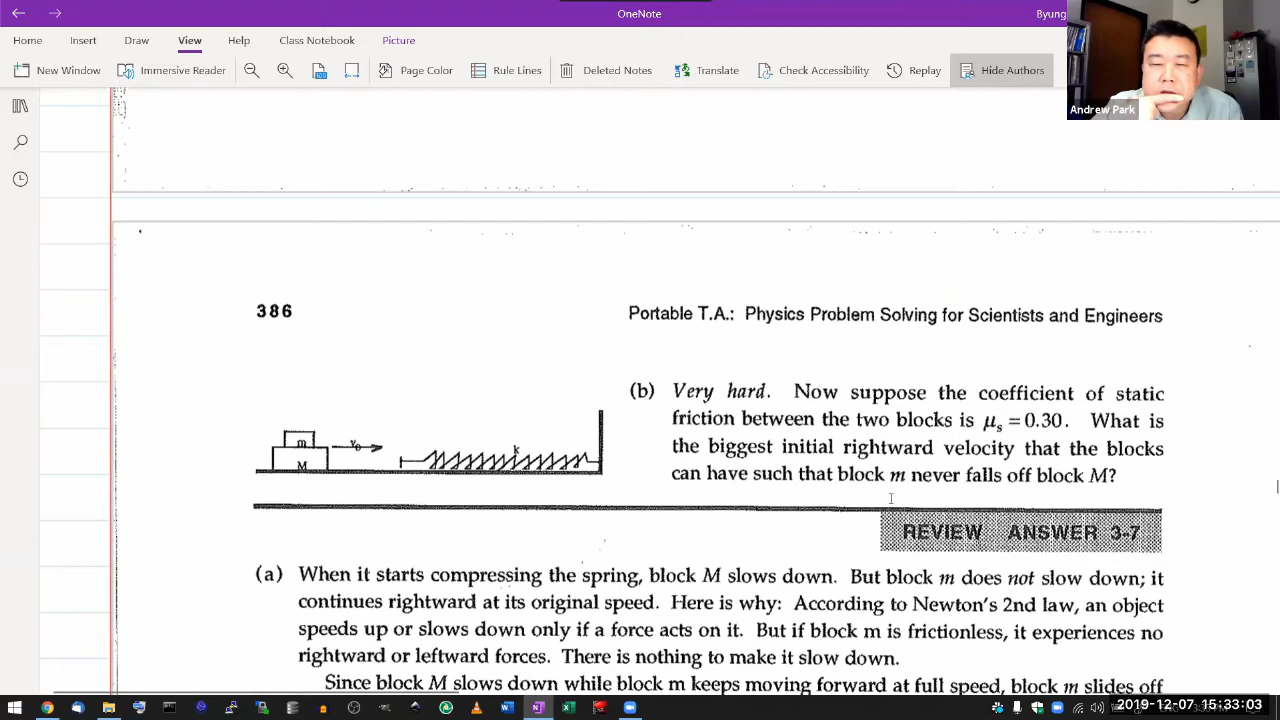 OneNote
Byung
Home Insert Draw View Help Class Notebook Picture
New Window Immersive Reader Page Color Rule Lines Deleted Notes Translate Check Accessibility Replay Hide Authors
Andrew Park
386 Portable T.A.: Physics Problem Solving for Scientists and Engineers
(b) Very hard. Now suppose the coefficient of static
friction between the two blocks is μs = 0.30. What is
the biggest initial rightward velocity that the blocks
can have such that block m never falls off block M?
m
v0
k
M
REVIEW ANSWER 3-7
(a) When it starts compressing the spring, block M slows down. But block m does not slow down; it
continues rightward at its original speed. Here is why: According to Newton's 2nd law, an object
speeds up or slows down only if a force acts on it. But if block m is frictionless, it experiences no
rightward or leftward forces. There is nothing to make it slow down.
Since block M slows down while block m keeps moving forward at full speed, block m slides off
2019-12-07 15:33:03